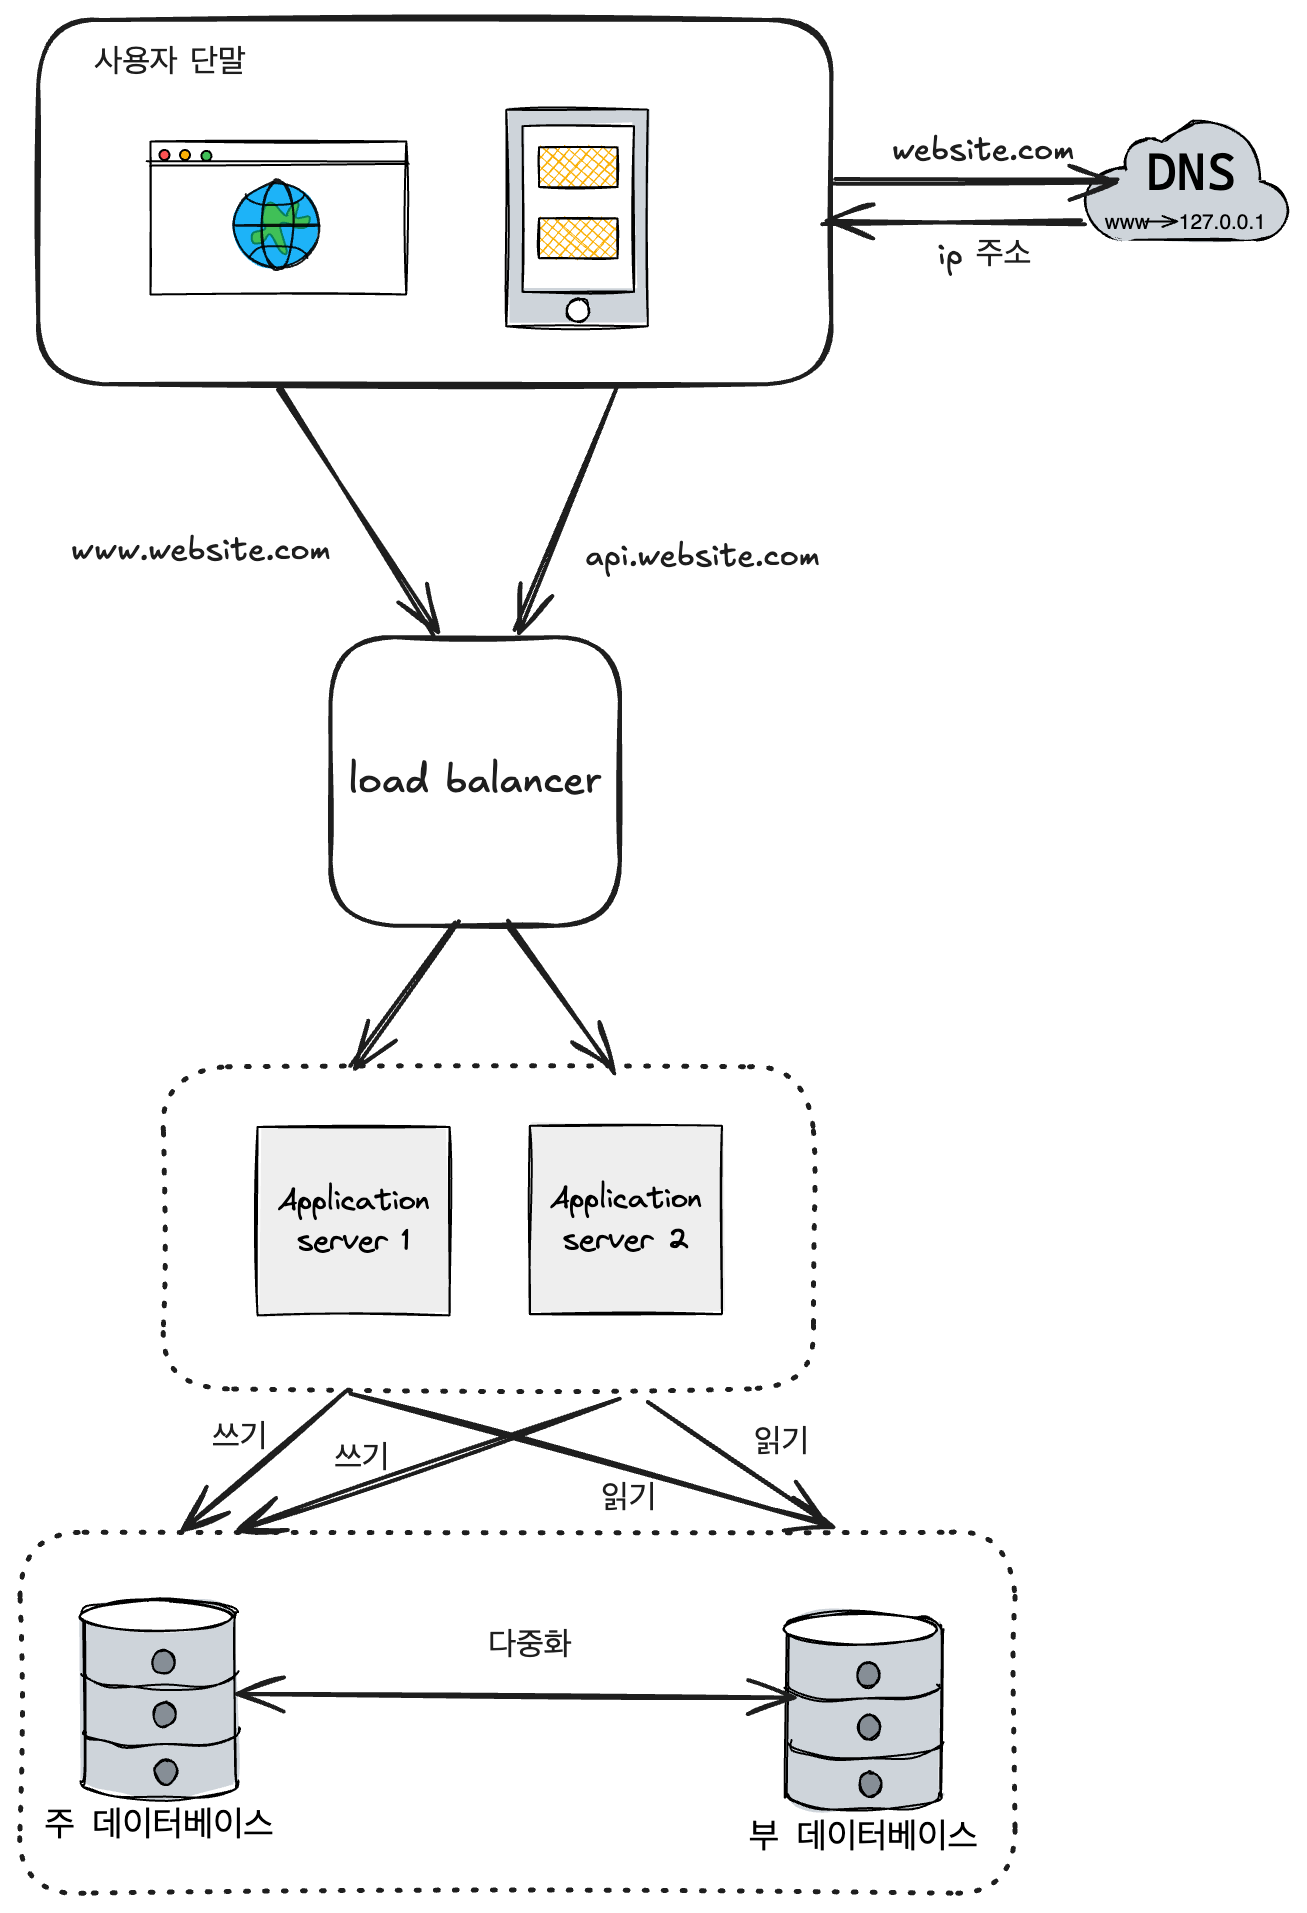 사용자 단말
website.com
DNS
www→127.0.0.1
ip 주소
www.website.com
api.website.com
load balancer
Application
server 1
Application
server 2
쓰기
쓰기
읽기
읽기
다중화
주 데이터베이스
부 데이터베이스